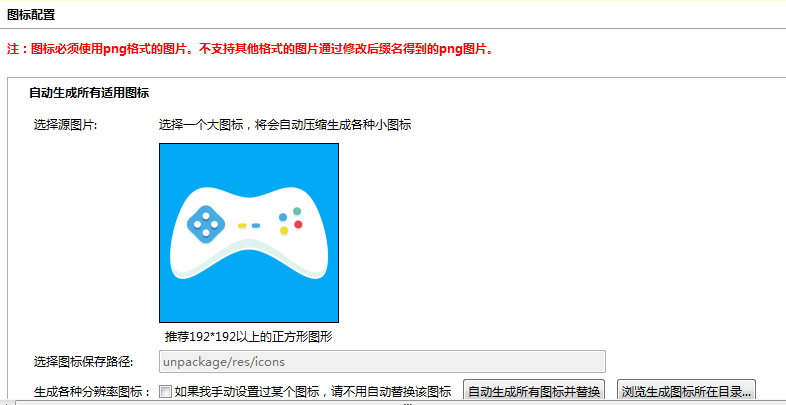 图标配置
注：图标必须使用png格式的图片。不支持其他格式的图片通过修改后缀名得到的png图片。
自动生成所有适用图标
选择源图片: 选择一个大图标，将会自动压缩生成各种小图标
推荐192*192以上的正方形图形
选择图标保存路径: unpackage/res/icons
生成各种分辨率图标： 如果我手动设置过某个图标，请不用自动替换该图标 自动生成所有图标并替换 浏览生成图标所在目录...